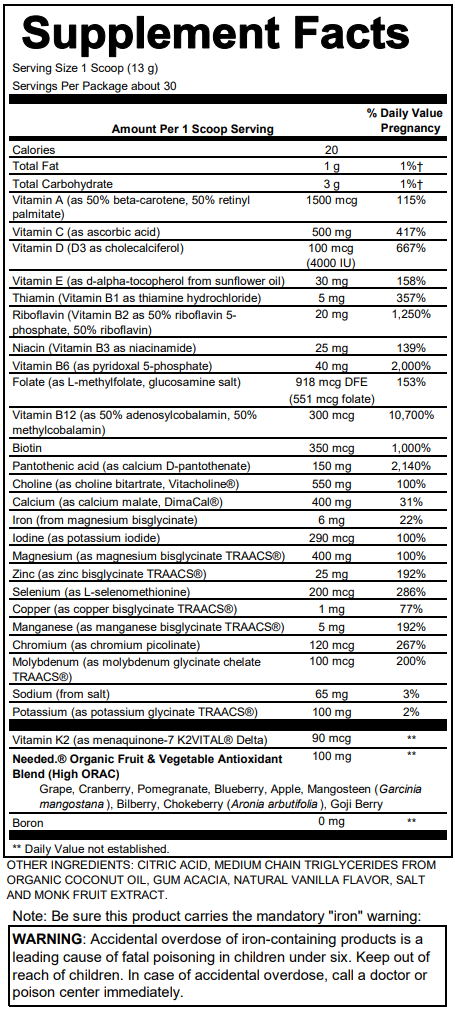 Supplement Facts
Serving Size 1 Scoop (13 g)
Servings Per Package about 30
% Daily Value
Amount Per 1 Scoop Serving Pregnancy
Calories 20
Total Fat 1 g 1%†
Total Carbohydrate 3 g 1%†
Vitamin A (as 50% beta-carotene, 50% retinyl 1500 mcg 115%
palmitate)
Vitamin C (as ascorbic acid) 500 mg 417%
Vitamin D (D3 as cholecalciferol) 100 mcg 667%
(4000 IU)
Vitamin E (as d-alpha-tocopherol from sunflower oil) 30 mg 158%
Thiamin (Vitamin B1 as thiamine hydrochloride) 5 mg 357%
Riboflavin (Vitamin B2 as 50% riboflavin 5- 20 mg 1,250%
phosphate, 50% riboflavin)
Niacin (Vitamin B3 as niacinamide) 25 mg 139%
Vitamin B6 (as pyridoxal 5-phosphate) 40 mg 2,000%
Folate (as L-methylfolate, glucosamine salt) 918 mcg DFE 153%
(551 mcg folate)
Vitamin B12 (as 50% adenosylcobalamin, 50% 300 mcg 10,700%
methylcobalamin)
Biotin 350 mcg 1,000%
Pantothenic acid (as calcium D-pantothenate) 150 mg 2,140%
Choline (as choline bitartrate, Vitacholine®) 550 mg 100%
Calcium (as calcium malate, DimaCal®) 400 mg 31%
Iron (from magnesium bisglycinate) 6 mg 22%
Iodine (as potassium iodide) 290 mcg 100%
Magnesium (as magnesium bisglycinate TRAACS®) 400 mg 100%
Zinc (as zinc bisglycinate TRAACS®) 25 mg 192%
Selenium (as L-selenomethionine) 200 mcg 286%
Copper (as copper bisglycinate TRAACS®) 1 mg 77%
Manganese (as manganese bisglycinate TRAACS®) 5 mg 192%
Chromium (as chromium picolinate) 120 mcg 267%
Molybdenum (as molybdenum glycinate chelate 100 mcg 200%
TRAACS®)
Sodium (from salt) 65 mg 3%
Potassium (as potassium glycinate TRAACS®) 100 mg 2%
Vitamin K2 (as menaquinone-7 K2VITAL® Delta) 90 mcg **
Needed.® Organic Fruit & Vegetable Antioxidant 100 mg **
Blend (High ORAC)
Grape, Cranberry, Pomegranate, Blueberry, Apple, Mangosteen (Garcinia
mangostana), Bilberry, Chokeberry (Aronia arbutifolia), Goji Berry
Boron 0 mg **
** Daily Value not established.
OTHER INGREDIENTS: CITRIC ACID, MEDIUM CHAIN TRIGLYCERIDES FROM
ORGANIC COCONUT OIL, GUM ACACIA, NATURAL VANILLA FLAVOR, SALT
AND MONK FRUIT EXTRACT.
Note: Be sure this product carries the mandatory "iron" warning:
WARNING: Accidental overdose of iron-containing products is a
leading cause of fatal poisoning in children under six. Keep out of
reach of children. In case of accidental overdose, call a doctor or
poison center immediately.